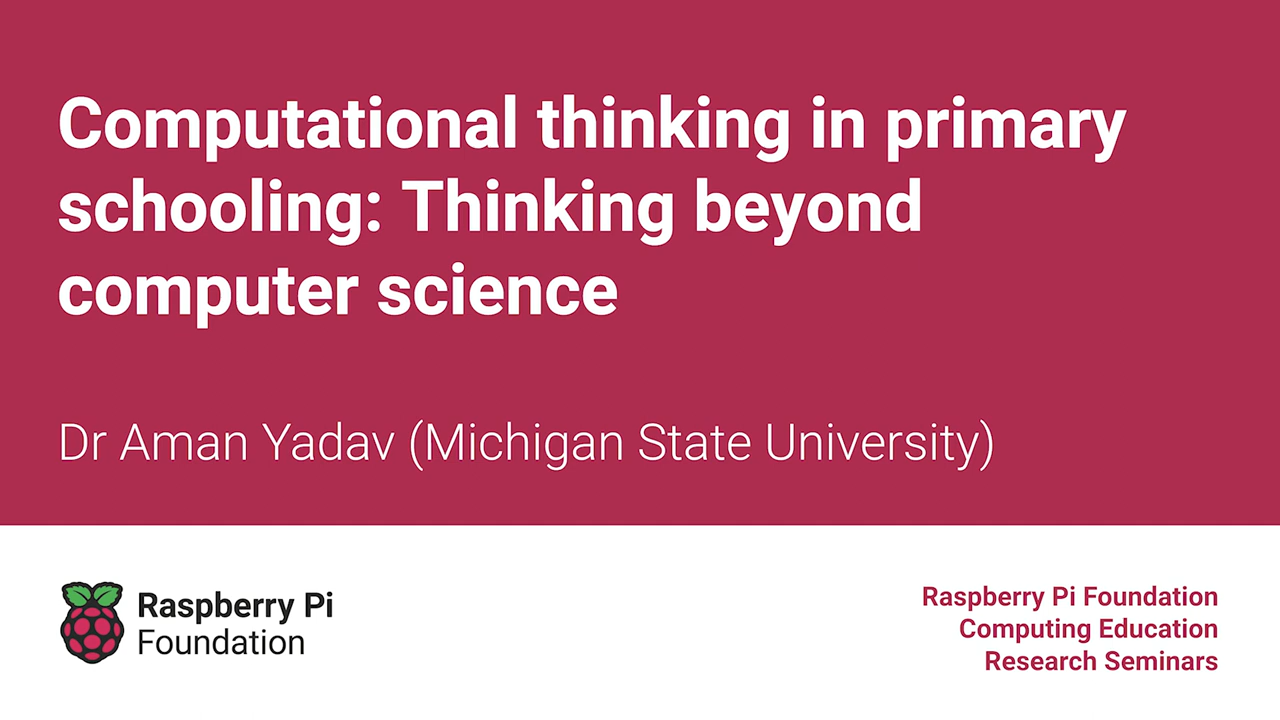 Computational thinking in primary
schooling: Thinking beyond
computer science
Dr Aman Yadav (Michigan State University)
Raspberry Pi
Foundation
Raspberry Pi Foundation
Computing Education
Research Seminars